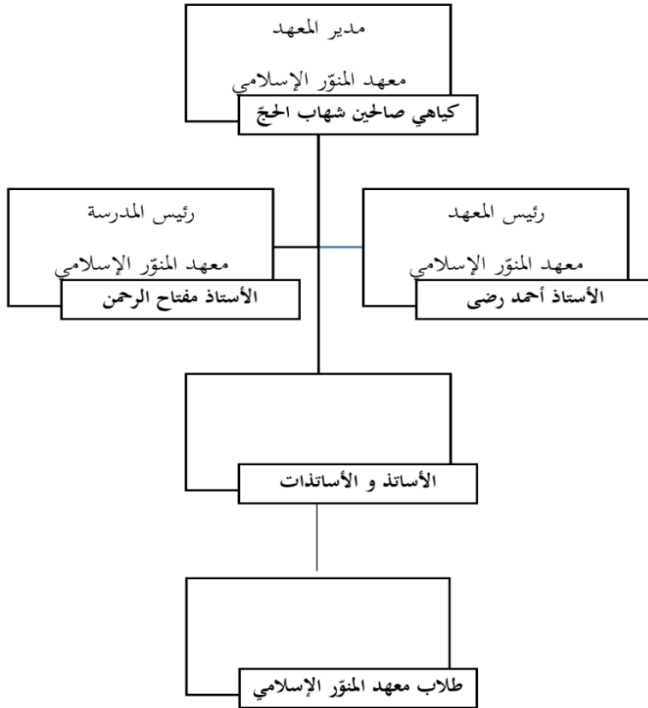 مدير المعهد
معهد المنوّر الإسلامي
كياهي صالحين شهاب الحجّ
رئيس المعهد
معهد المنوّر الإسلامي
الأستاذ أحمد رضى
رئيس المدرسة
معهد المنوّر الإسلامي
الأستاذ مفتاح الرحمن
الأساتذ و الأساتذات
طلاب معهد المنوّر الإسلامي